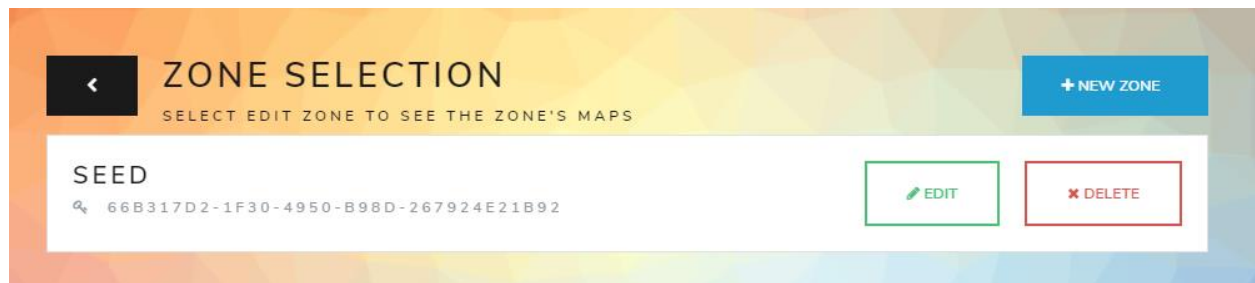 ZONE SELECTION
+ NEW ZONE
SELECT EDIT ZONE TO SEE THE ZONE'S MAPS
SEED
66B317D2-1F30-4950-B98D-267924E21B92
EDIT
DELETE